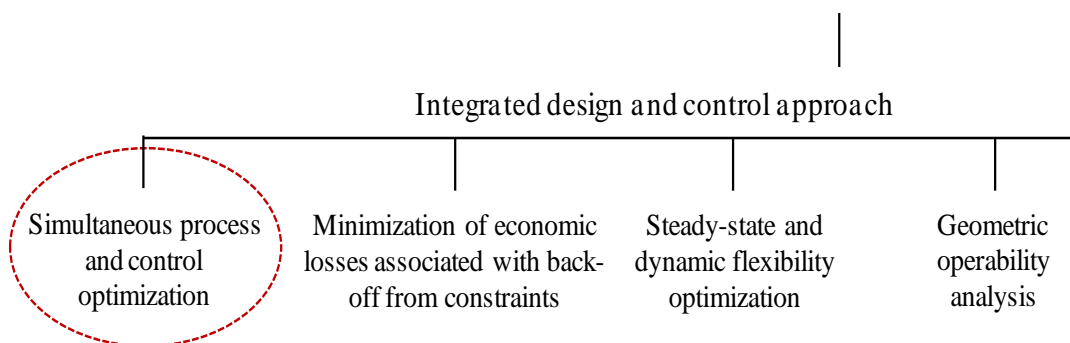 Integrated design and control approach
Simultaneous process
and control
optimization
Minimization of economic
losses associated with back-
off from constraints
Steady-state and
dynamic flexibility
optimization
Geometric
operability
analysis